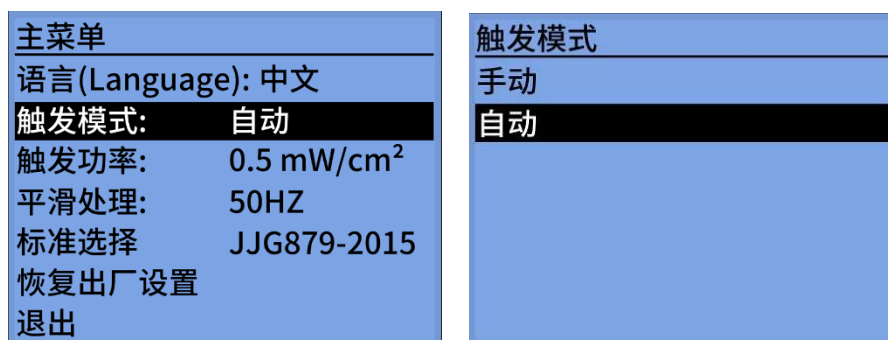 主菜单
语言(Language): 中文
触发模式: 自动
触发功率: 0.5 mW/cm²
平滑处理: 50HZ
标准选择 JJG879-2015
恢复出厂设置
退出
触发模式
手动
自动